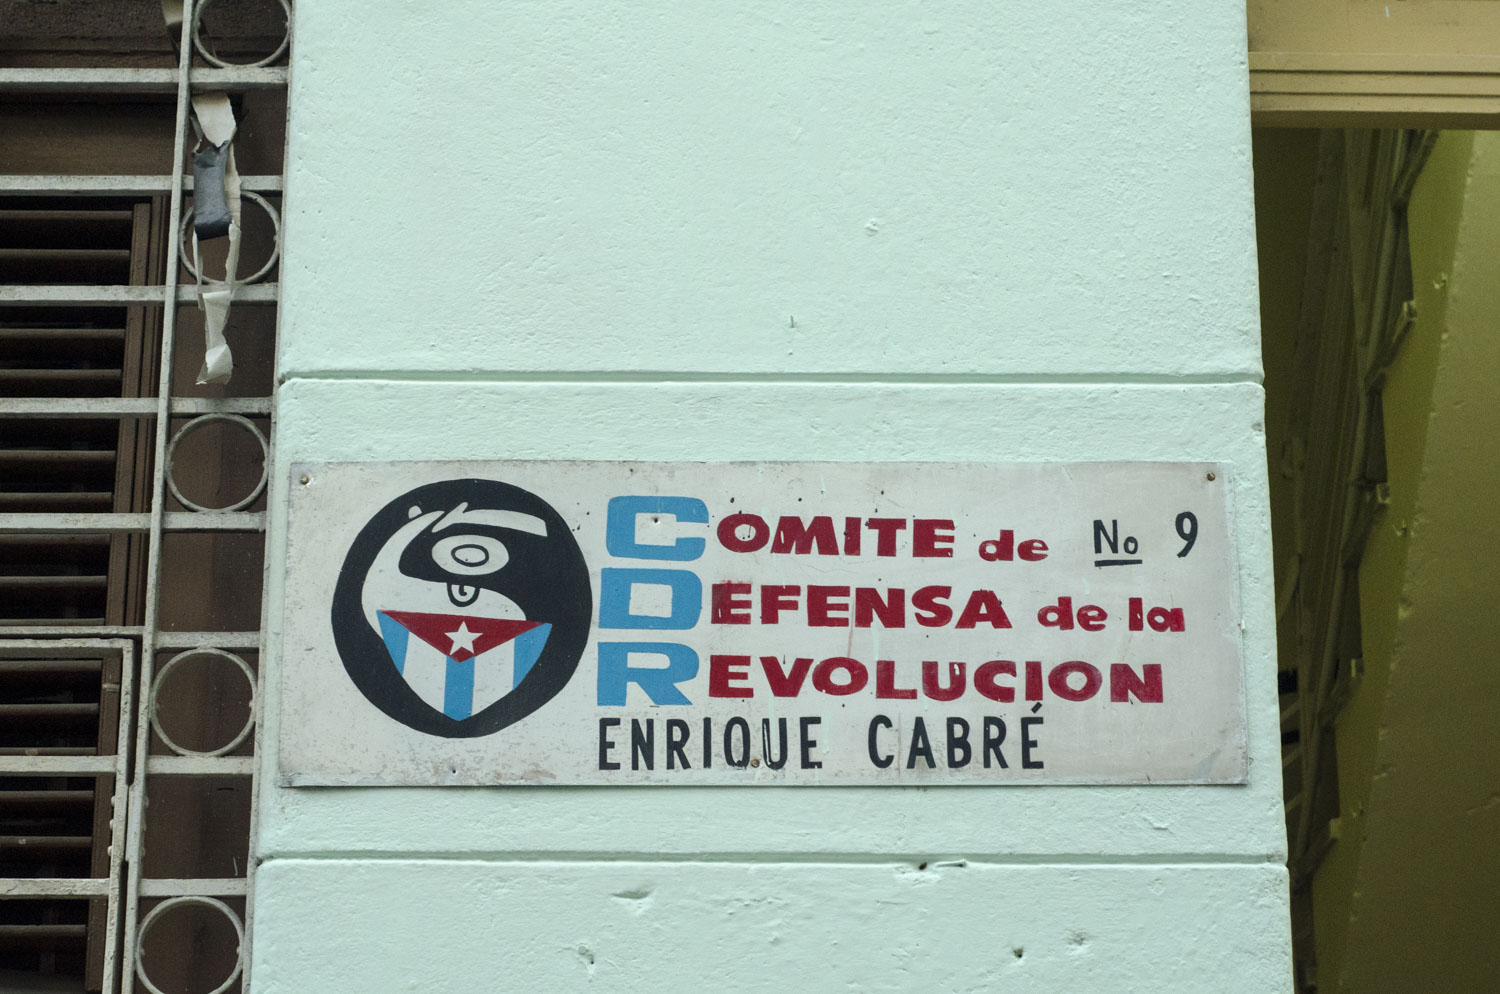 COMITE de No 9
DEFENSA de la
REVOLUCION
ENRIQUE CABRÉ